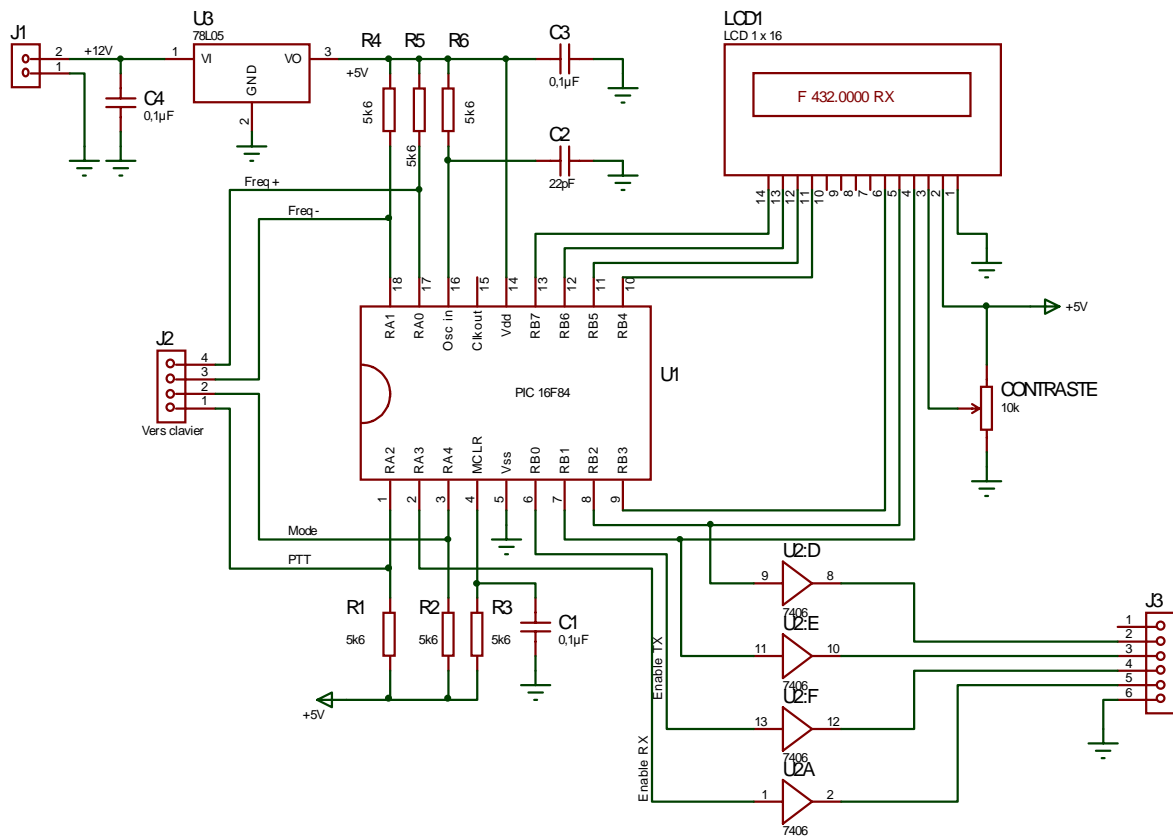 J1
2
1
+12V
C4
0,1µF
U3
78L05
1
VI
VO
3
GND
2
+5V
R4
R5
R6
5k6
5k6
5k6
C3
0,1µF
C2
22pF
LCD1
LCD 1 x 16
F 432.0000 RX
14
13
12
11
10
9
8
7
6
5
4
3
2
1
Freq +
Freq -
18
17
16
15
14
13
12
11
10
RA1
RA0
Osc in
Clkout
Vdd
RB7
RB6
RB5
RB4
+5V
J2
4
3
2
1
Vers clavier
PIC 16F84
U1
CONTRASTE
10k
RA2
RA3
RA4
MCLR
Vss
RB0
RB1
RB2
RB3
1
2
3
4
5
6
7
8
9
Mode
PTT
R1
5k6
R2
5k6
R3
5k6
C1
0,1µF
+5V
Enable TX
Enable RX
U2:D
9
8
7406
U2:E
11
10
7406
U2:F
13
12
7406
U2A
1
2
7406
J3
1
2
3
4
5
6